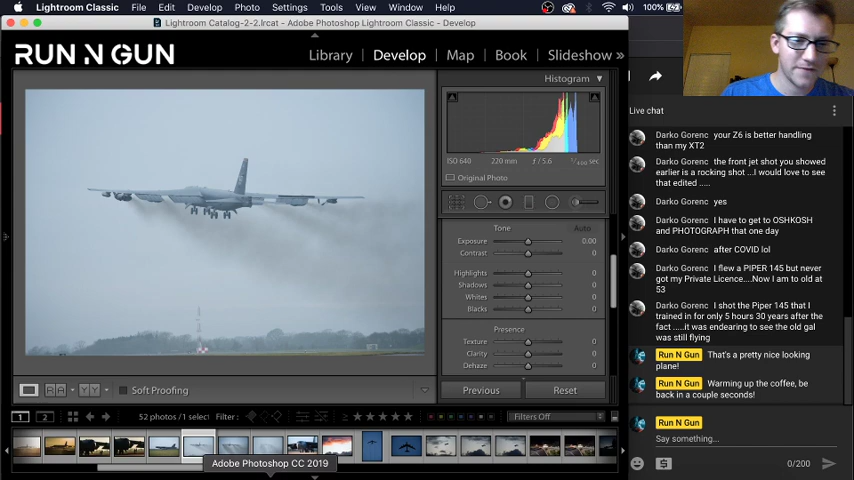 Lightroom Classic File Edit Develop Photo Settings Tools View Window Help 100%
Lightroom Catalog-2-2.lrcat - Adobe Photoshop Lightroom Classic - Develop
RUN N GUN
Library | Develop | Map | Book | Slideshow »
Histogram
ISO 640 220 mm ƒ / 5.6
Original Photo
Tone Auto
Exposure 0.00
Contrast 0
Highlights 0
Shadows 0
Whites 0
Blacks 0
Presence
Texture 0
Clarity 0
Dehaze 0
Previous Reset
Soft Proofing
1 2 52 photos /1 select Filter: Filters Off
Adobe Photoshop CC 2019
Live chat
Darko Gorenc your Z6 is better handling
than my XT2
Darko Gorenc the front jet shot you showed
earlier is a rocking shot ...I would love to see
that edited .....
Darko Gorenc yes
Darko Gorenc I have to get to OSHKOSH
and PHOTOGRAPH that one day
Darko Gorenc after COVID lol
Darko Gorenc I flew a PIPER 145 but never
got my Private Licence....Now I am to old at
53
Darko Gorenc I shot the Piper 145 that I
trained in for only 5 hours 30 years after the
fact .....it was endearing to see the old gal
was still flying
Run N Gun That's a pretty nice looking
plane!
Run N Gun Warming up the coffee, be
back in a couple seconds!
Run N Gun
Say something...
0/200